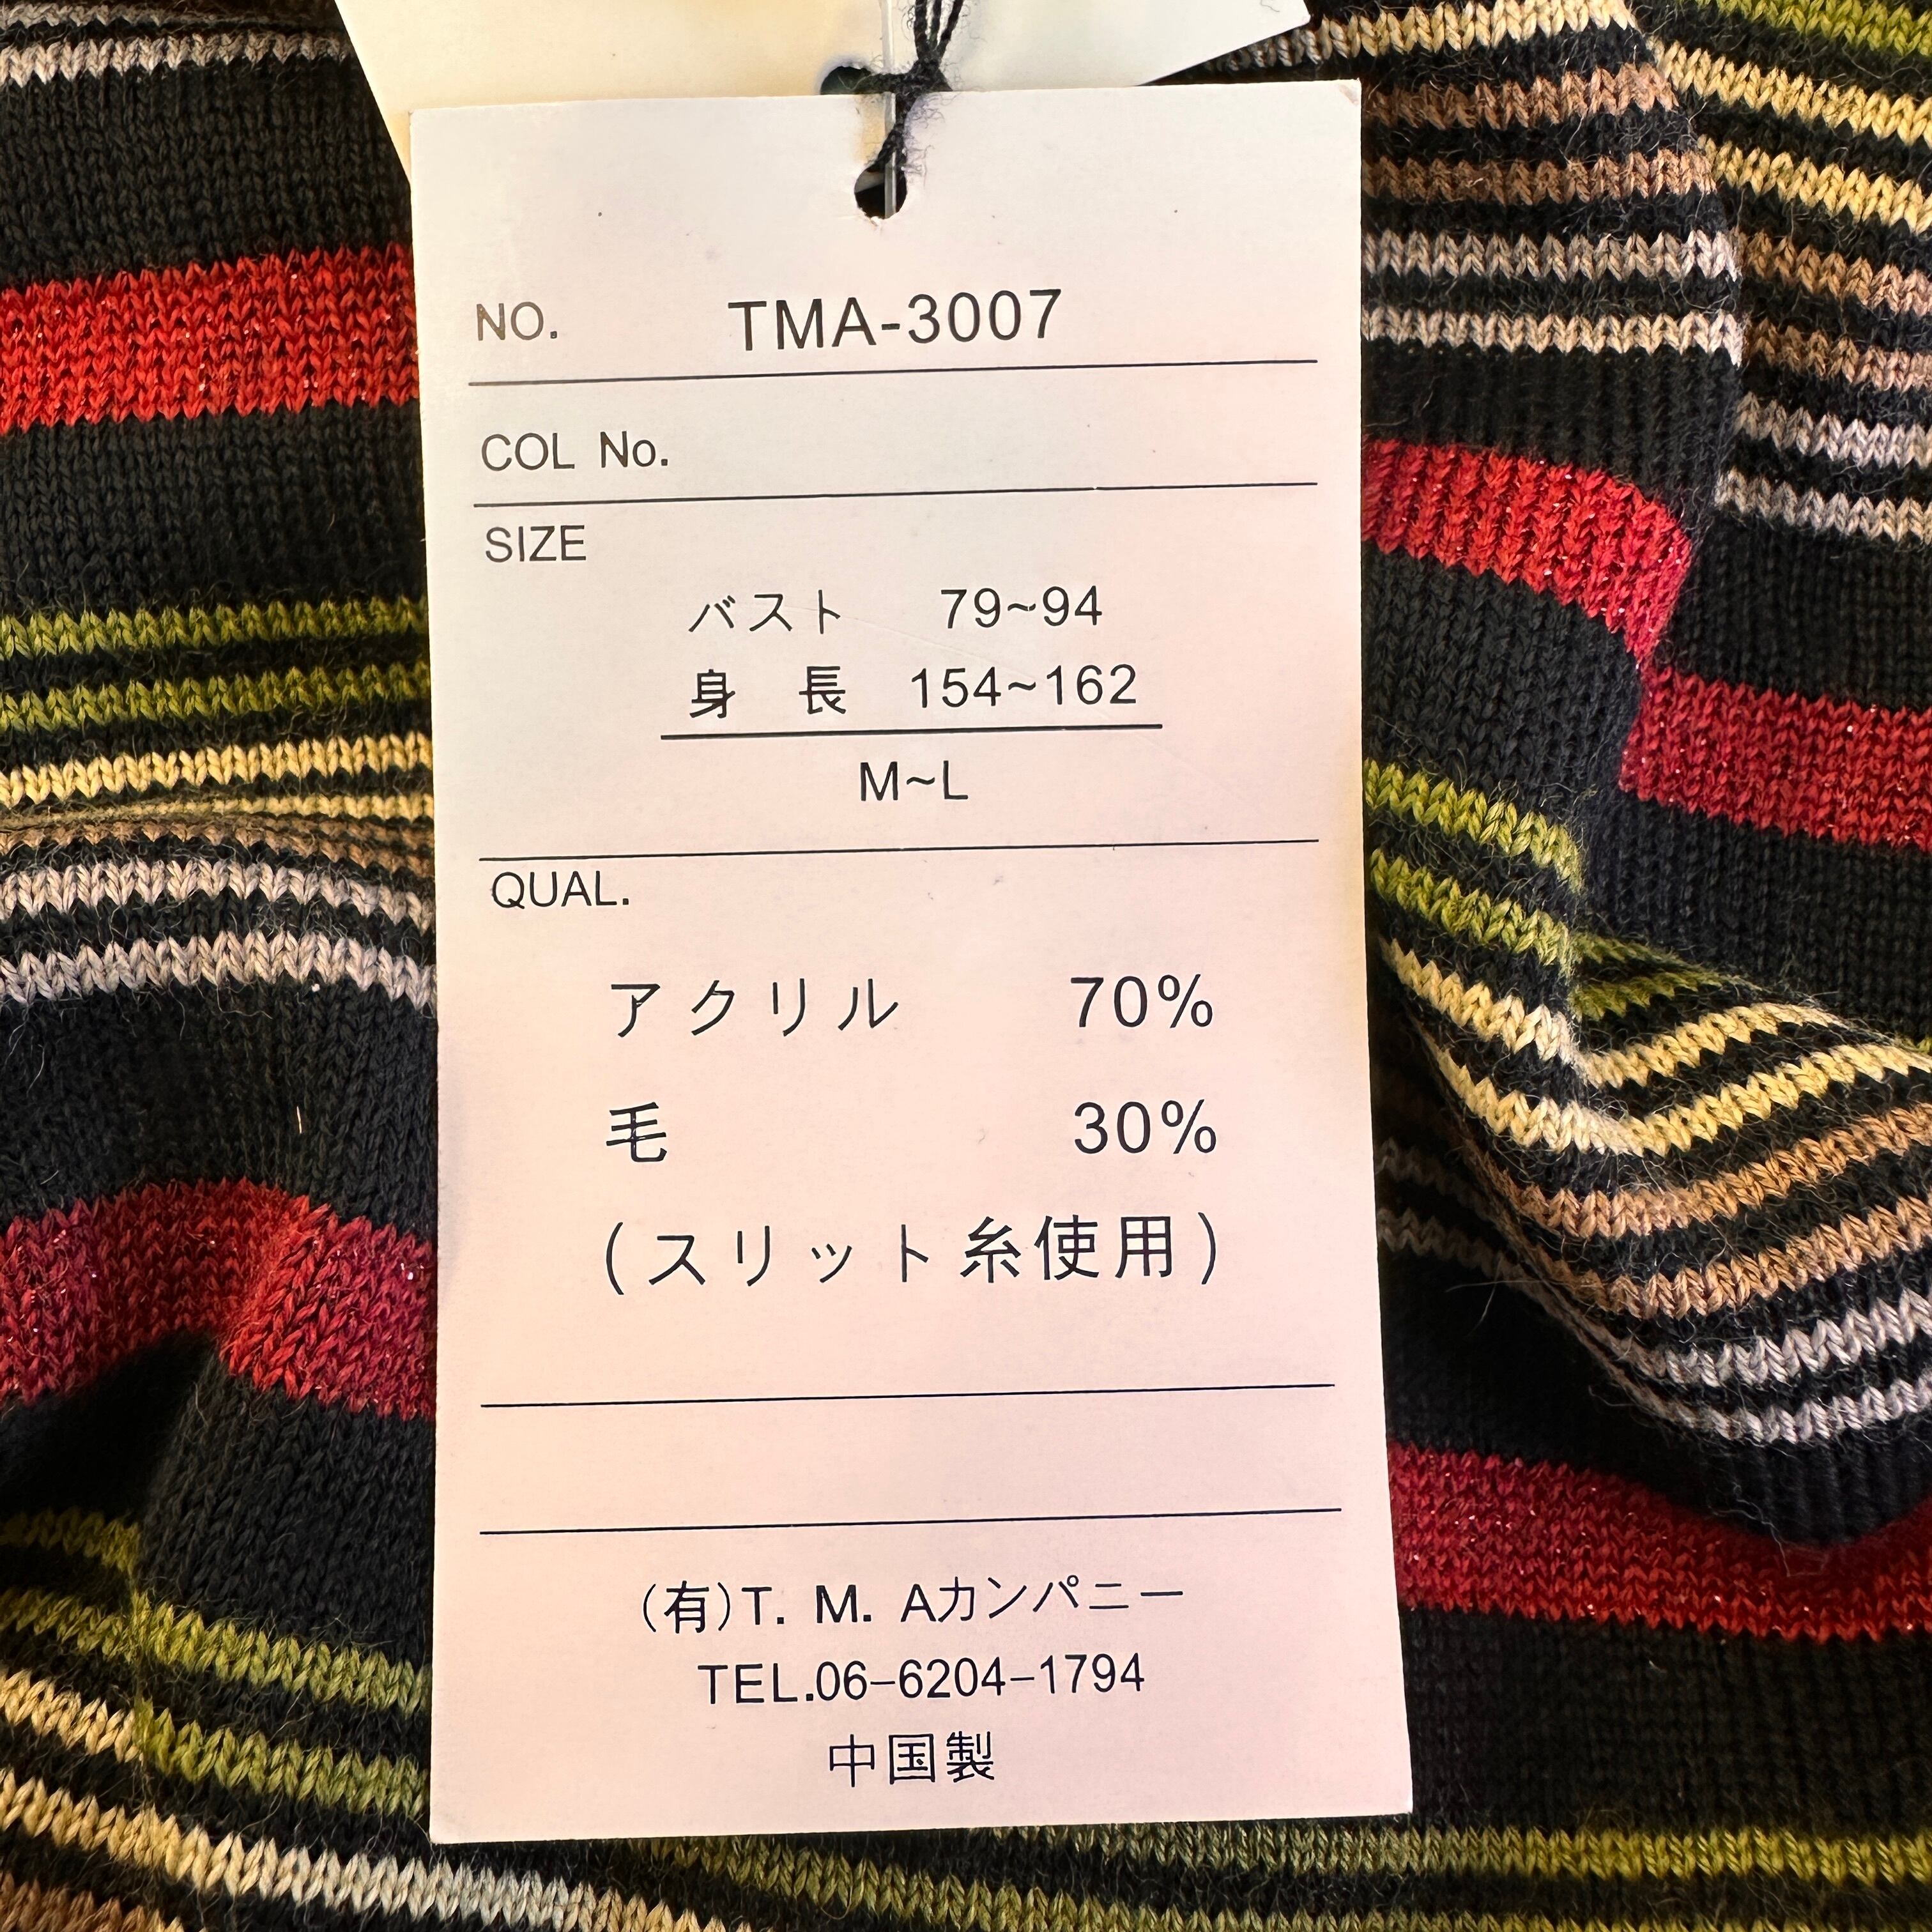 NO. TMA-3007
COL No.
SIZE
バスト 79~94
身 長 154~162
M~L
QUAL.
アクリル 70%
毛 30%
(スリット糸使用)
(有)T. M. Aカンパニー
TEL.06-6204-1794
中国製